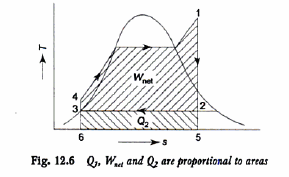 1
T
W_net
4
3
2
Q_2
6
s
5
Fig. 12.6 Q_1, W_net and Q_2 are proportional to areas